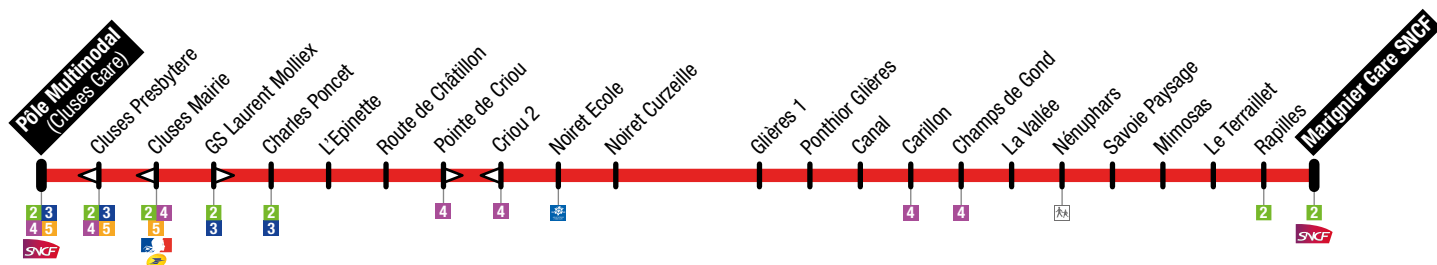 Pôle Multimodal
(Cluses Gare)
Cluses Presbytere
Cluses Mairie
GS Laurent Molliex
Charles Poncet
L'Epinette
Route de Châtillon
Pointe de Criou
Criou 2
Noiret Ecole
Noiret Curzeille
Glières 1
Ponthior Glières
Canal
Carillon
Champs de Gond
La Vallée
Nénuphars
Savoie Paysage
Mimosas
Le Terraillet
Rapilles
Marignier Gare SNCF
2 3
4 5
SNCF
2 3
4 5
2 4
5
2
3
2
3
4
4
4
4
2
2
SNCF